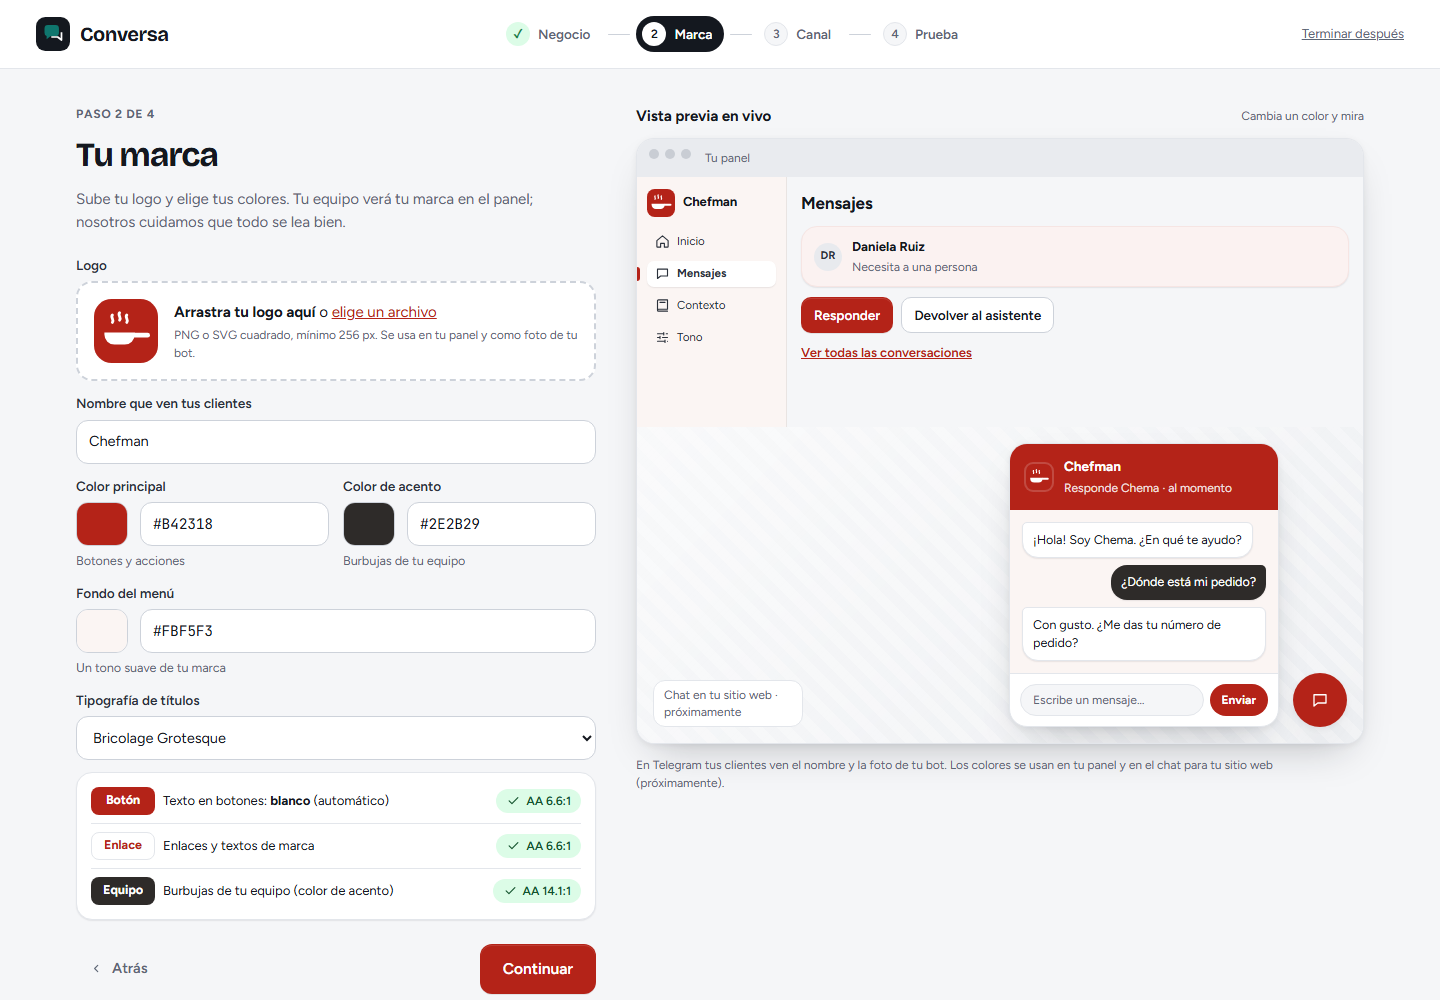 Conversa
✓ Negocio
2 Marca
3 Canal
4 Prueba
Terminar después
PASO 2 DE 4
Tu marca
Sube tu logo y elige tus colores. Tu equipo verá tu marca en el panel;
nosotros cuidamos que todo se lea bien.
Logo
Arrastra tu logo aquí o elige un archivo
PNG o SVG cuadrado, mínimo 256 px. Se usa en tu panel y como foto de tu
bot.
Nombre que ven tus clientes
Chefman
Color principal
#B42318
Botones y acciones
Color de acento
#2E2B29
Burbujas de tu equipo
Fondo del menú
#FBF5F3
Un tono suave de tu marca
Tipografía de títulos
Bricolage Grotesque
Botón Texto en botones: blanco (automático) ✓ AA 6.6:1
Enlace Enlaces y textos de marca ✓ AA 6.6:1
Equipo Burbujas de tu equipo (color de acento) ✓ AA 14.1:1
Atrás
Continuar
Vista previa en vivo
Cambia un color y mira
Tu panel
Chefman
Inicio
Mensajes
Contexto
Tono
Mensajes
DR
Daniela Ruiz
Necesita a una persona
Responder
Devolver al asistente
Ver todas las conversaciones
Chefman
Responde Chema · al momento
¡Hola! Soy Chema. ¿En qué te ayudo?
¿Dónde está mi pedido?
Con gusto. ¿Me das tu número de
pedido?
Escribe un mensaje...
Enviar
Chat en tu sitio web ·
próximamente
En Telegram tus clientes ven el nombre y la foto de tu bot. Los colores se usan en tu panel y en el chat para tu sitio web
(próximamente).